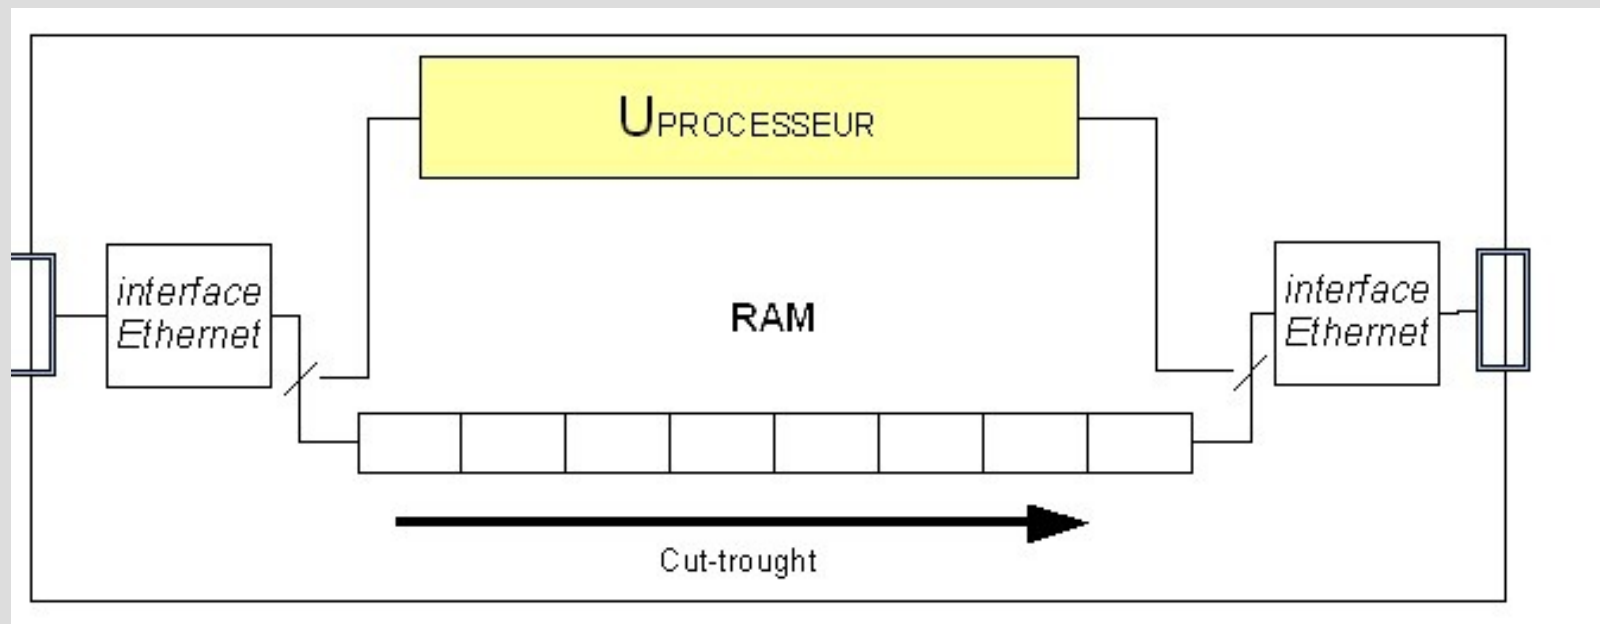 UPROCESSEUR
interface
Ethernet
RAM
interface
Ethernet
Cut-trought